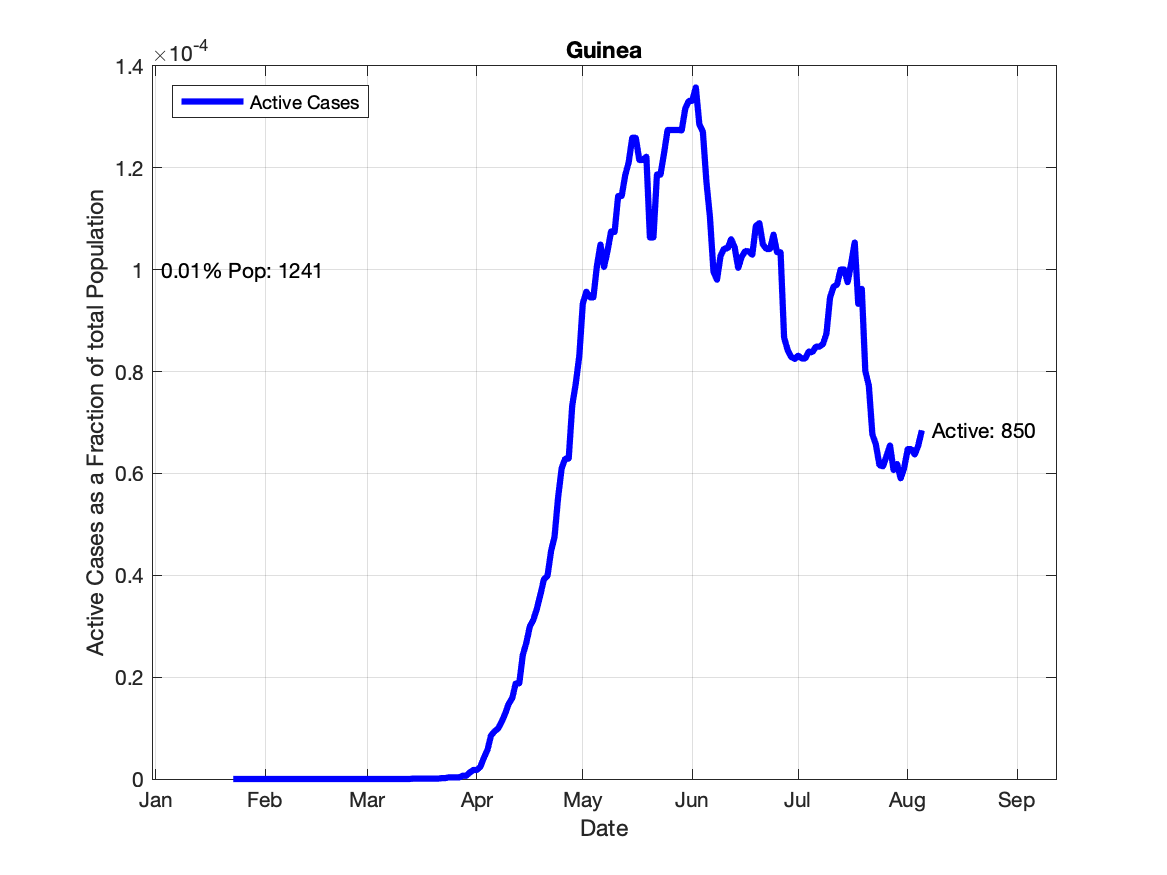 Guinea
×10⁻⁴
1.4
1.2
1
0.8
0.6
0.4
0.2
0
Active Cases as a Fraction of total Population
Active Cases
0.01% Pop: 1241
Active: 850
Jan Feb Mar Apr May Jun Jul Aug Sep
Date